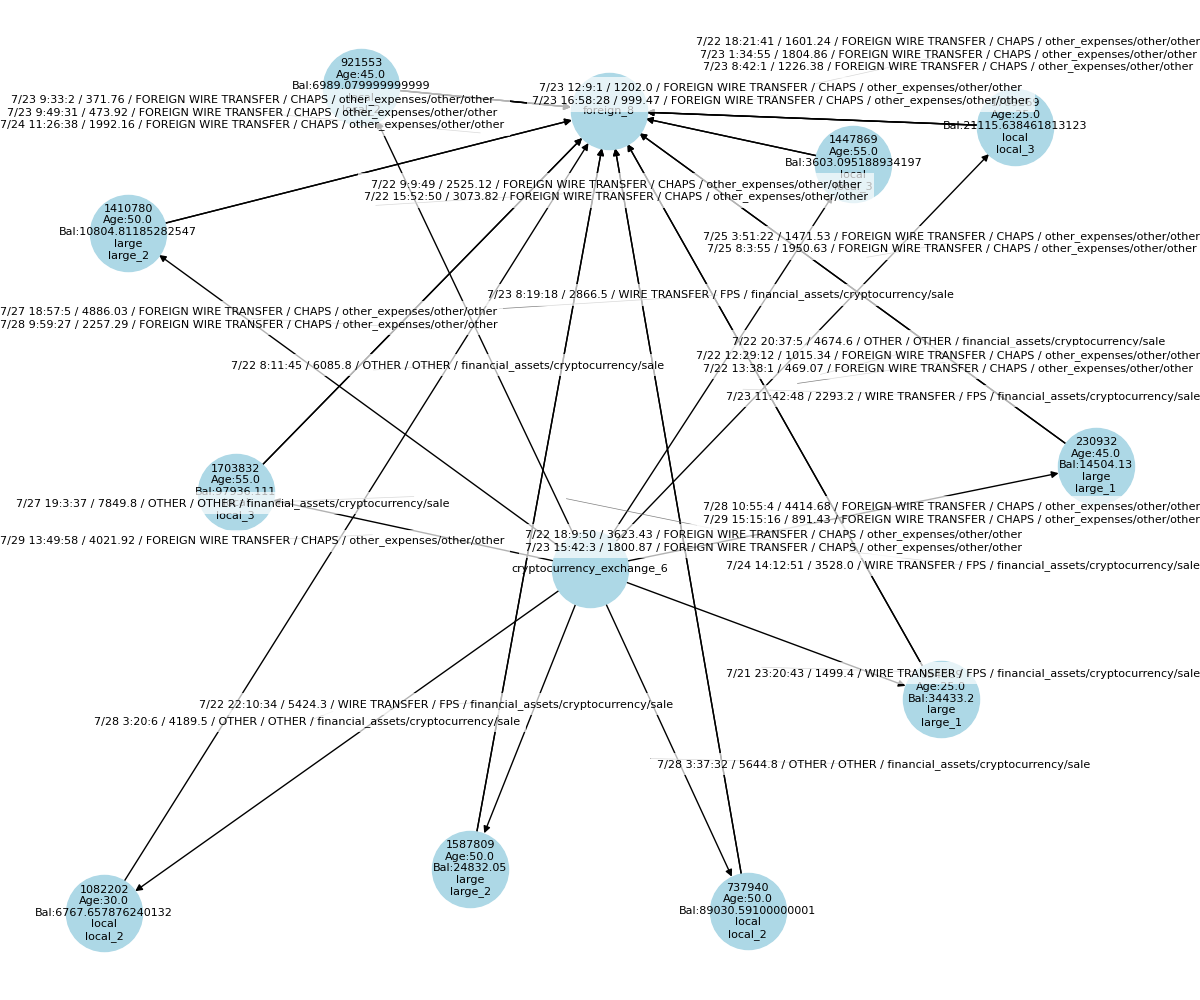 7/22 18:21:41 / 1601.24 / FOREIGN WIRE TRANSFER / CHAPS / other_expenses/other/other
7/23 1:34:55 / 1804.86 / FOREIGN WIRE TRANSFER / CHAPS / other_expenses/other/other
7/23 8:42:1 / 1226.38 / FOREIGN WIRE TRANSFER / CHAPS / other_expenses/other/other
921553
Age:45.0
Bal:6989.079999999999
7/23 9:33:2 / 371.76 / FOREIGN WIRE TRANSFER / CHAPS / other_expenses/other/other
7/23 9:49:31 / 473.92 / FOREIGN WIRE TRANSFER / CHAPS / other_expenses/other/other
7/24 11:26:38 / 1992.16 / FOREIGN WIRE TRANSFER / CHAPS / other_expenses/other/other
7/23 12:9:1 / 1202.0 / FOREIGN WIRE TRANSFER / CHAPS / other_expenses/other/other
7/23 16:58:28 / 999.47 / FOREIGN WIRE TRANSFER / CHAPS / other_expenses/other/other
foreign_8
Age:25.0
Bal:21115.638461813123
local
local_3
1447869
Age:55.0
Bal:3603.095188934197
local
7/22 9:9:49 / 2525.12 / FOREIGN WIRE TRANSFER / CHAPS / other_expenses/other/other
7/22 15:52:50 / 3073.82 / FOREIGN WIRE TRANSFER / CHAPS / other_expenses/other/other
1410780
Age:50.0
Bal:10804.81185282547
large
large_2
7/25 3:51:22 / 1471.53 / FOREIGN WIRE TRANSFER / CHAPS / other_expenses/other/other
7/25 8:3:55 / 1950.63 / FOREIGN WIRE TRANSFER / CHAPS / other_expenses/other/other
7/23 8:19:18 / 2866.5 / WIRE TRANSFER / FPS / financial_assets/cryptocurrency/sale
7/27 18:57:5 / 4886.03 / FOREIGN WIRE TRANSFER / CHAPS / other_expenses/other/other
7/28 9:59:27 / 2257.29 / FOREIGN WIRE TRANSFER / CHAPS / other_expenses/other/other
7/22 20:37:5 / 4674.6 / OTHER / OTHER / financial_assets/cryptocurrency/sale
7/22 12:29:12 / 1015.34 / FOREIGN WIRE TRANSFER / CHAPS / other_expenses/other/other
7/22 13:38:1 / 469.07 / FOREIGN WIRE TRANSFER / CHAPS / other_expenses/other/other
7/22 8:11:45 / 6085.8 / OTHER / OTHER / financial_assets/cryptocurrency/sale
7/23 11:42:48 / 2293.2 / WIRE TRANSFER / FPS / financial_assets/cryptocurrency/sale
230932
Age:45.0
Bal:14504.13
large
large_1
1703832
Age:55.0
Bal:97936.111
local_3
7/27 19:3:37 / 7849.8 / OTHER / OTHER / financial_assets/cryptocurrency/sale
7/28 10:55:4 / 4414.68 / FOREIGN WIRE TRANSFER / CHAPS / other_expenses/other/other
7/29 15:15:16 / 891.43 / FOREIGN WIRE TRANSFER / CHAPS / other_expenses/other/other
7/29 13:49:58 / 4021.92 / FOREIGN WIRE TRANSFER / CHAPS / other_expenses/other/other
7/22 18:9:50 / 3623.43 / FOREIGN WIRE TRANSFER / CHAPS / other_expenses/other/other
7/23 15:42:3 / 1800.87 / FOREIGN WIRE TRANSFER / CHAPS / other_expenses/other/other
cryptocurrency_exchange_6
7/24 14:12:51 / 3528.0 / WIRE TRANSFER / FPS / financial_assets/cryptocurrency/sale
7/21 23:20:43 / 1499.4 / WIRE TRANSFER / FPS / financial_assets/cryptocurrency/sale
Age:25.0
Bal:34433.2
large
large_1
7/22 22:10:34 / 5424.3 / WIRE TRANSFER / FPS / financial_assets/cryptocurrency/sale
7/28 3:20:6 / 4189.5 / OTHER / OTHER / financial_assets/cryptocurrency/sale
7/28 3:37:32 / 5644.8 / OTHER / OTHER / financial_assets/cryptocurrency/sale
1587809
Age:50.0
Bal:24832.05
large
large_2
1082202
Age:30.0
Bal:6767.657876240132
local
local_2
737940
Age:50.0
Bal:89030.59100000001
local
local_2